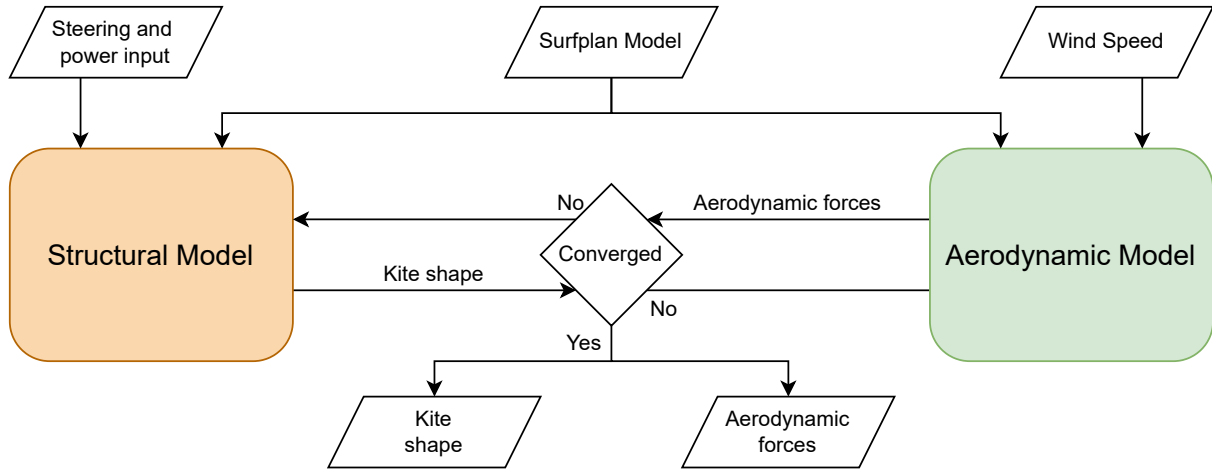 Steering and
power input
Surfplan Model
Wind Speed
No
Aerodynamic forces
Structural Model
Converged
Aerodynamic Model
Kite shape
No
Yes
Kite
shape
Aerodynamic
forces